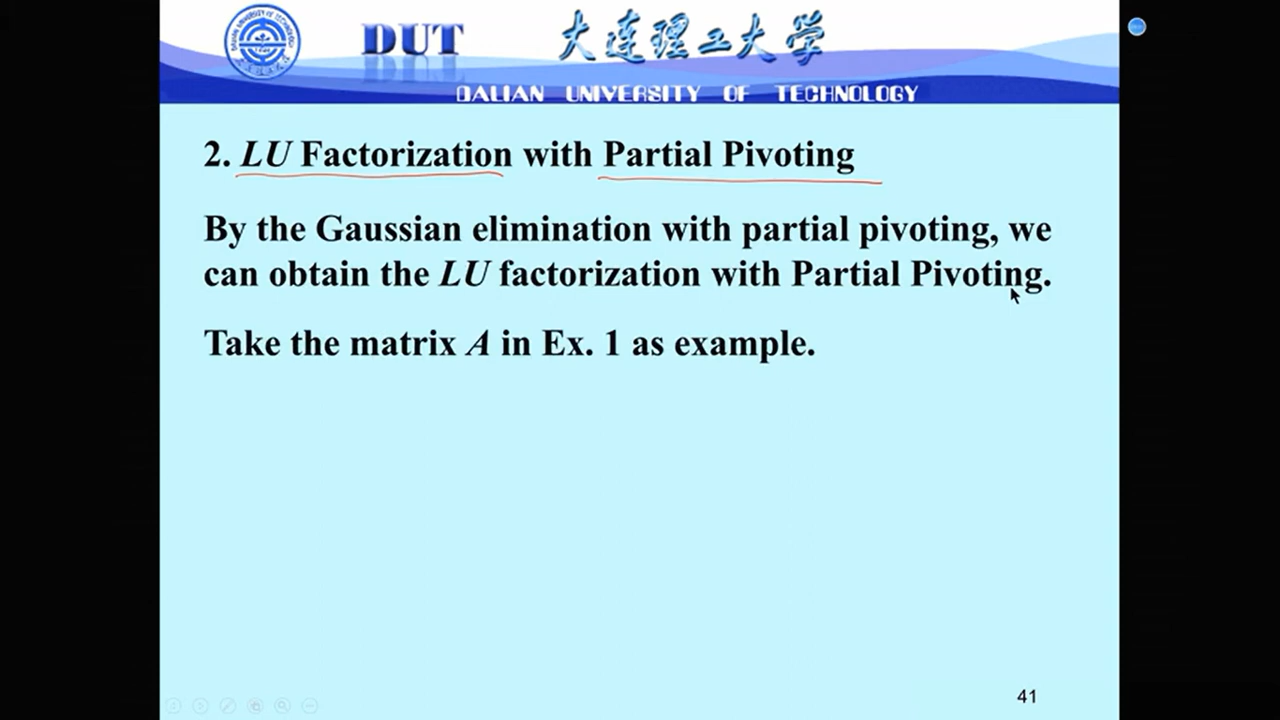 DUT
大连理工大学
DALIAN UNIVERSITY OF TECHNOLOGY
2. LU Factorization with Partial Pivoting
By the Gaussian elimination with partial pivoting, we
can obtain the LU factorization with Partial Pivoting.
Take the matrix A in Ex. 1 as example.
41